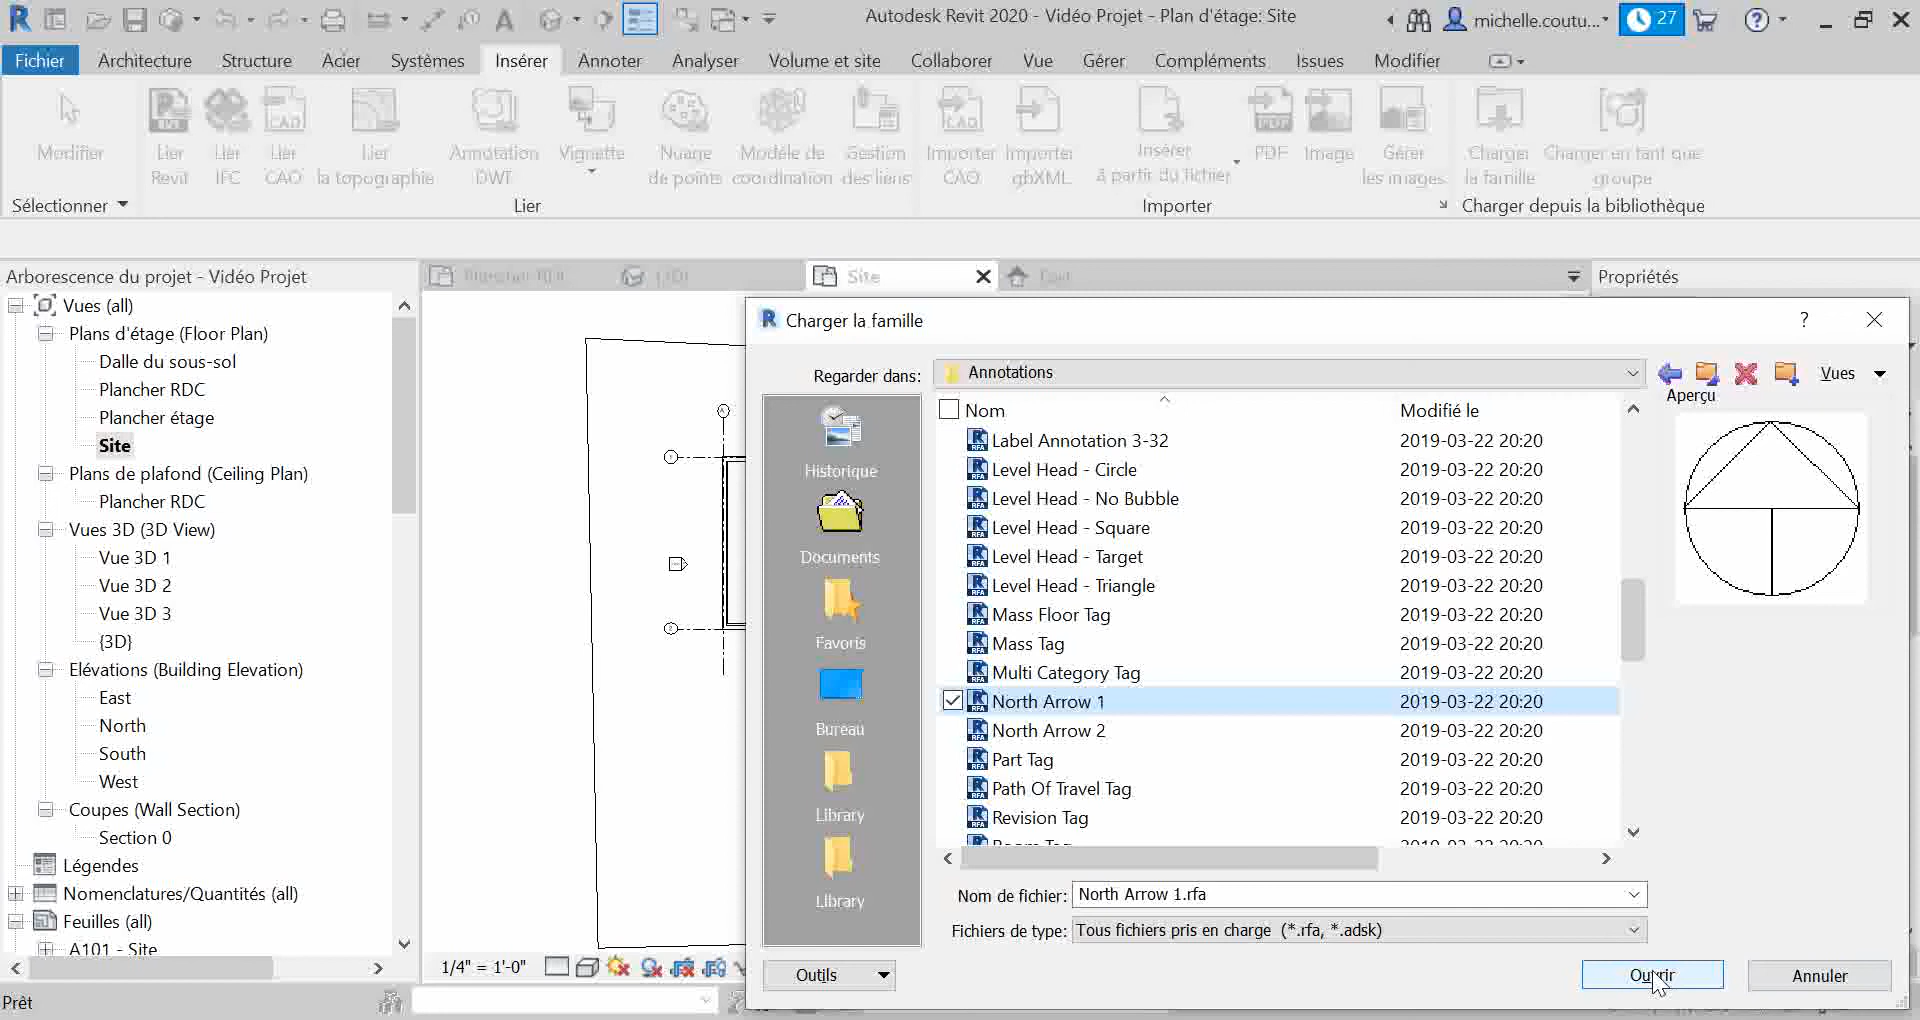 Autodesk Revit 2020 - Vidéo Projet - Plan d'étage: Site
michelle.coutu...
27
Fichier Architecture Structure Acier Systèmes Insérer Annoter Analyser Volume et site Collaborer Vue Gérer Compléments Issues Modifier
Modifier
Lier Revit
Lier IFC
Lier CAO
Lier la topographie
Annotation DWT
Vignette
Nuage de points
Modèle de coordination
Gestion des liens
Importer CAO
Importer gbXML
Insérer à partir du fichier
PDF
Image
Gérer les images
Charger la famille
Charger en tant que groupe
Sélectionner
Lier
Importer
Charger depuis la bibliothèque
Arborescence du projet - Vidéo Projet
Plancher RDC
{3D}
Site
East
Propriétés
Vues (all)
Plans d'étage (Floor Plan)
Dalle du sous-sol
Plancher RDC
Plancher étage
Site
Plans de plafond (Ceiling Plan)
Plancher RDC
Vues 3D (3D View)
Vue 3D 1
Vue 3D 2
Vue 3D 3
{3D}
Elévations (Building Elevation)
East
North
South
West
Coupes (Wall Section)
Section 0
Légendes
Nomenclatures/Quantités (all)
Feuilles (all)
A101 - Site
1/4" = 1'-0"
Prêt
Charger la famille
Regarder dans:
Annotations
Vues
Historique
Documents
Favoris
Bureau
Library
Library
Nom Modifié le
Label Annotation 3-32 2019-03-22 20:20
Level Head - Circle 2019-03-22 20:20
Level Head - No Bubble 2019-03-22 20:20
Level Head - Square 2019-03-22 20:20
Level Head - Target 2019-03-22 20:20
Level Head - Triangle 2019-03-22 20:20
Mass Floor Tag 2019-03-22 20:20
Mass Tag 2019-03-22 20:20
Multi Category Tag 2019-03-22 20:20
North Arrow 1 2019-03-22 20:20
North Arrow 2 2019-03-22 20:20
Part Tag 2019-03-22 20:20
Path Of Travel Tag 2019-03-22 20:20
Revision Tag 2019-03-22 20:20
Room Tag 2019-03-22 20:20
Aperçu
Nom de fichier: North Arrow 1.rfa
Fichiers de type: Tous fichiers pris en charge (*.rfa, *.adsk)
Outils
Ouvrir
Annuler